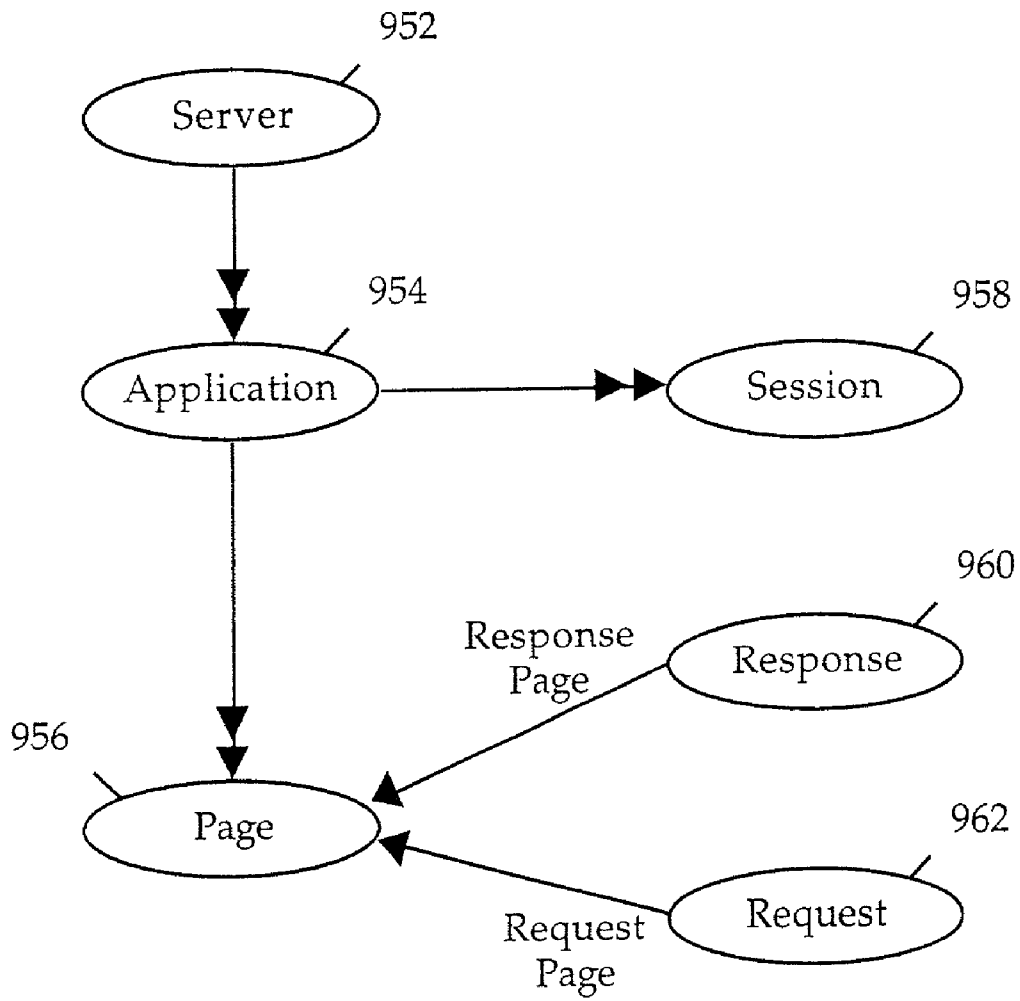 952
Server
954
958
Application
Session
960
Response
Page
Response
956
Page
962
Request
Request
Page